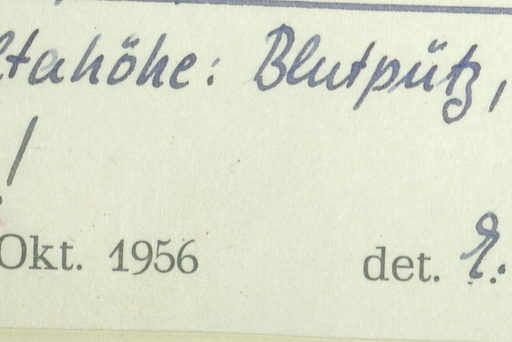 ltahöhe: Blutpütz,
Okt. 1956 det.